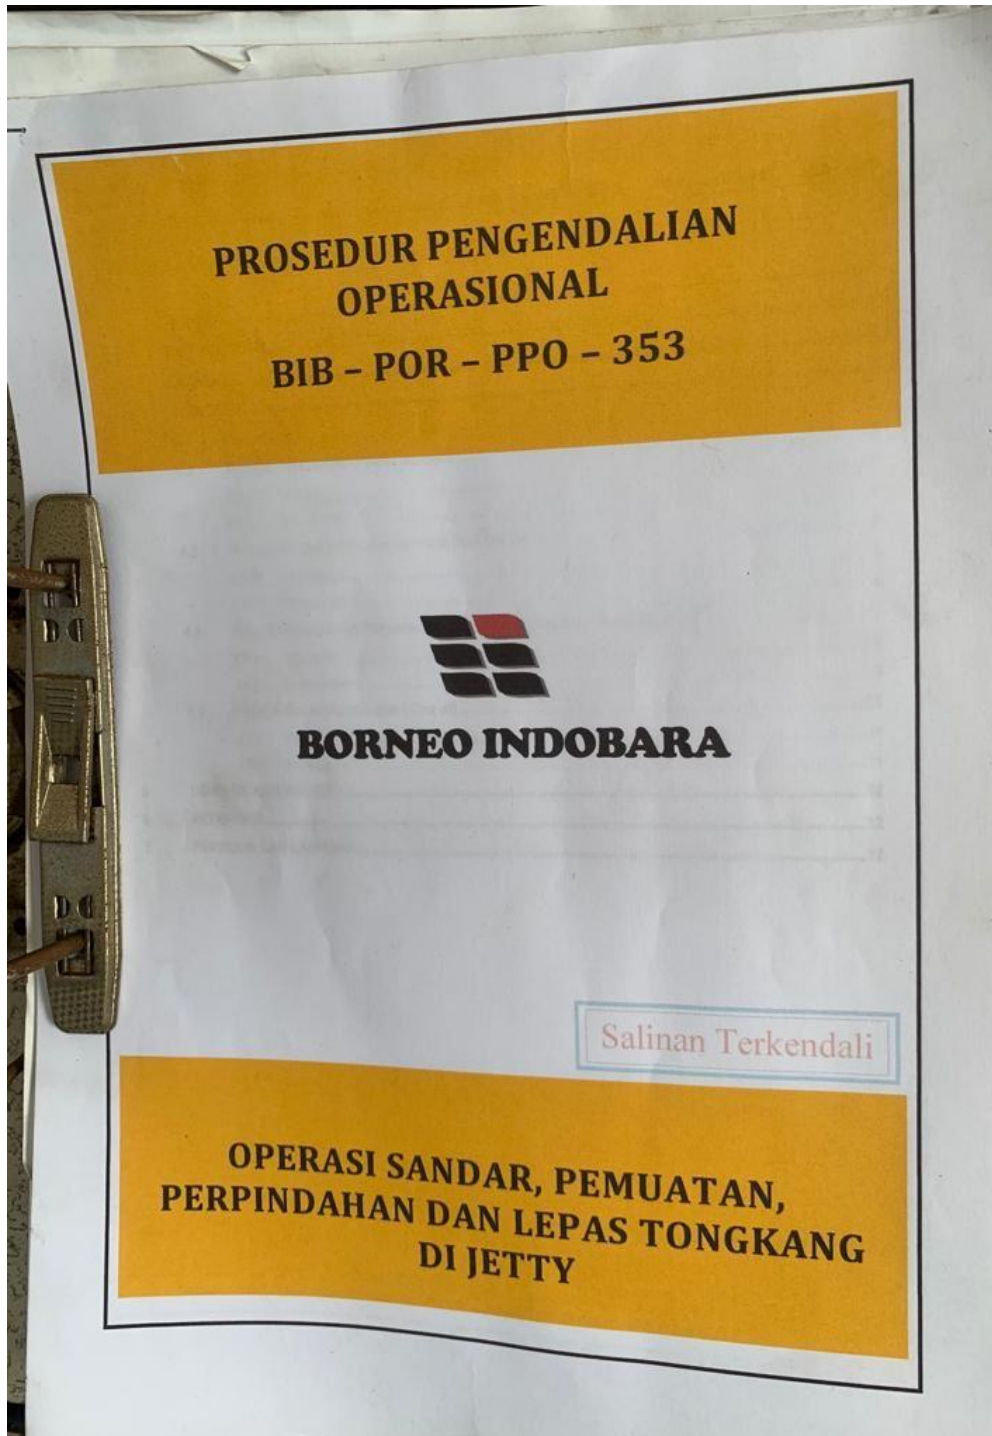 PROSEDUR PENGENDALIAN
OPERASIONAL
BIB – POR – PPO – 353
BORNEO INDOBARA
Salinan Terkendali
OPERASI SANDAR, PEMUATAN,
PERPINDAHAN DAN LEPAS TONGKANG
DI JETTY